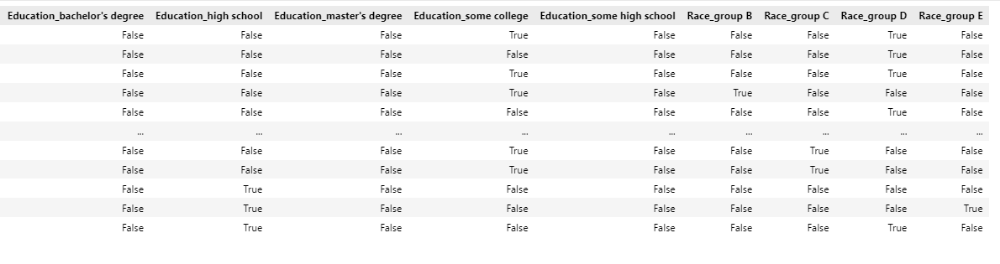 Education_bachelor's degree Education_high school Education_master's degree Education_some college Education_some high school Race_group B Race_group C Race_group D Race_group E
False False False True False False False True False
False False False False False False False True False
False False False True False False False True False
False False False True False True False False False
False False False False False False False True False
... ... ... ... ... ... ... ... ...
False False False True False False True False False
False False False True False False True False False
False True False False False False False False False
False True False False False False False False True
False True False False False False False True False